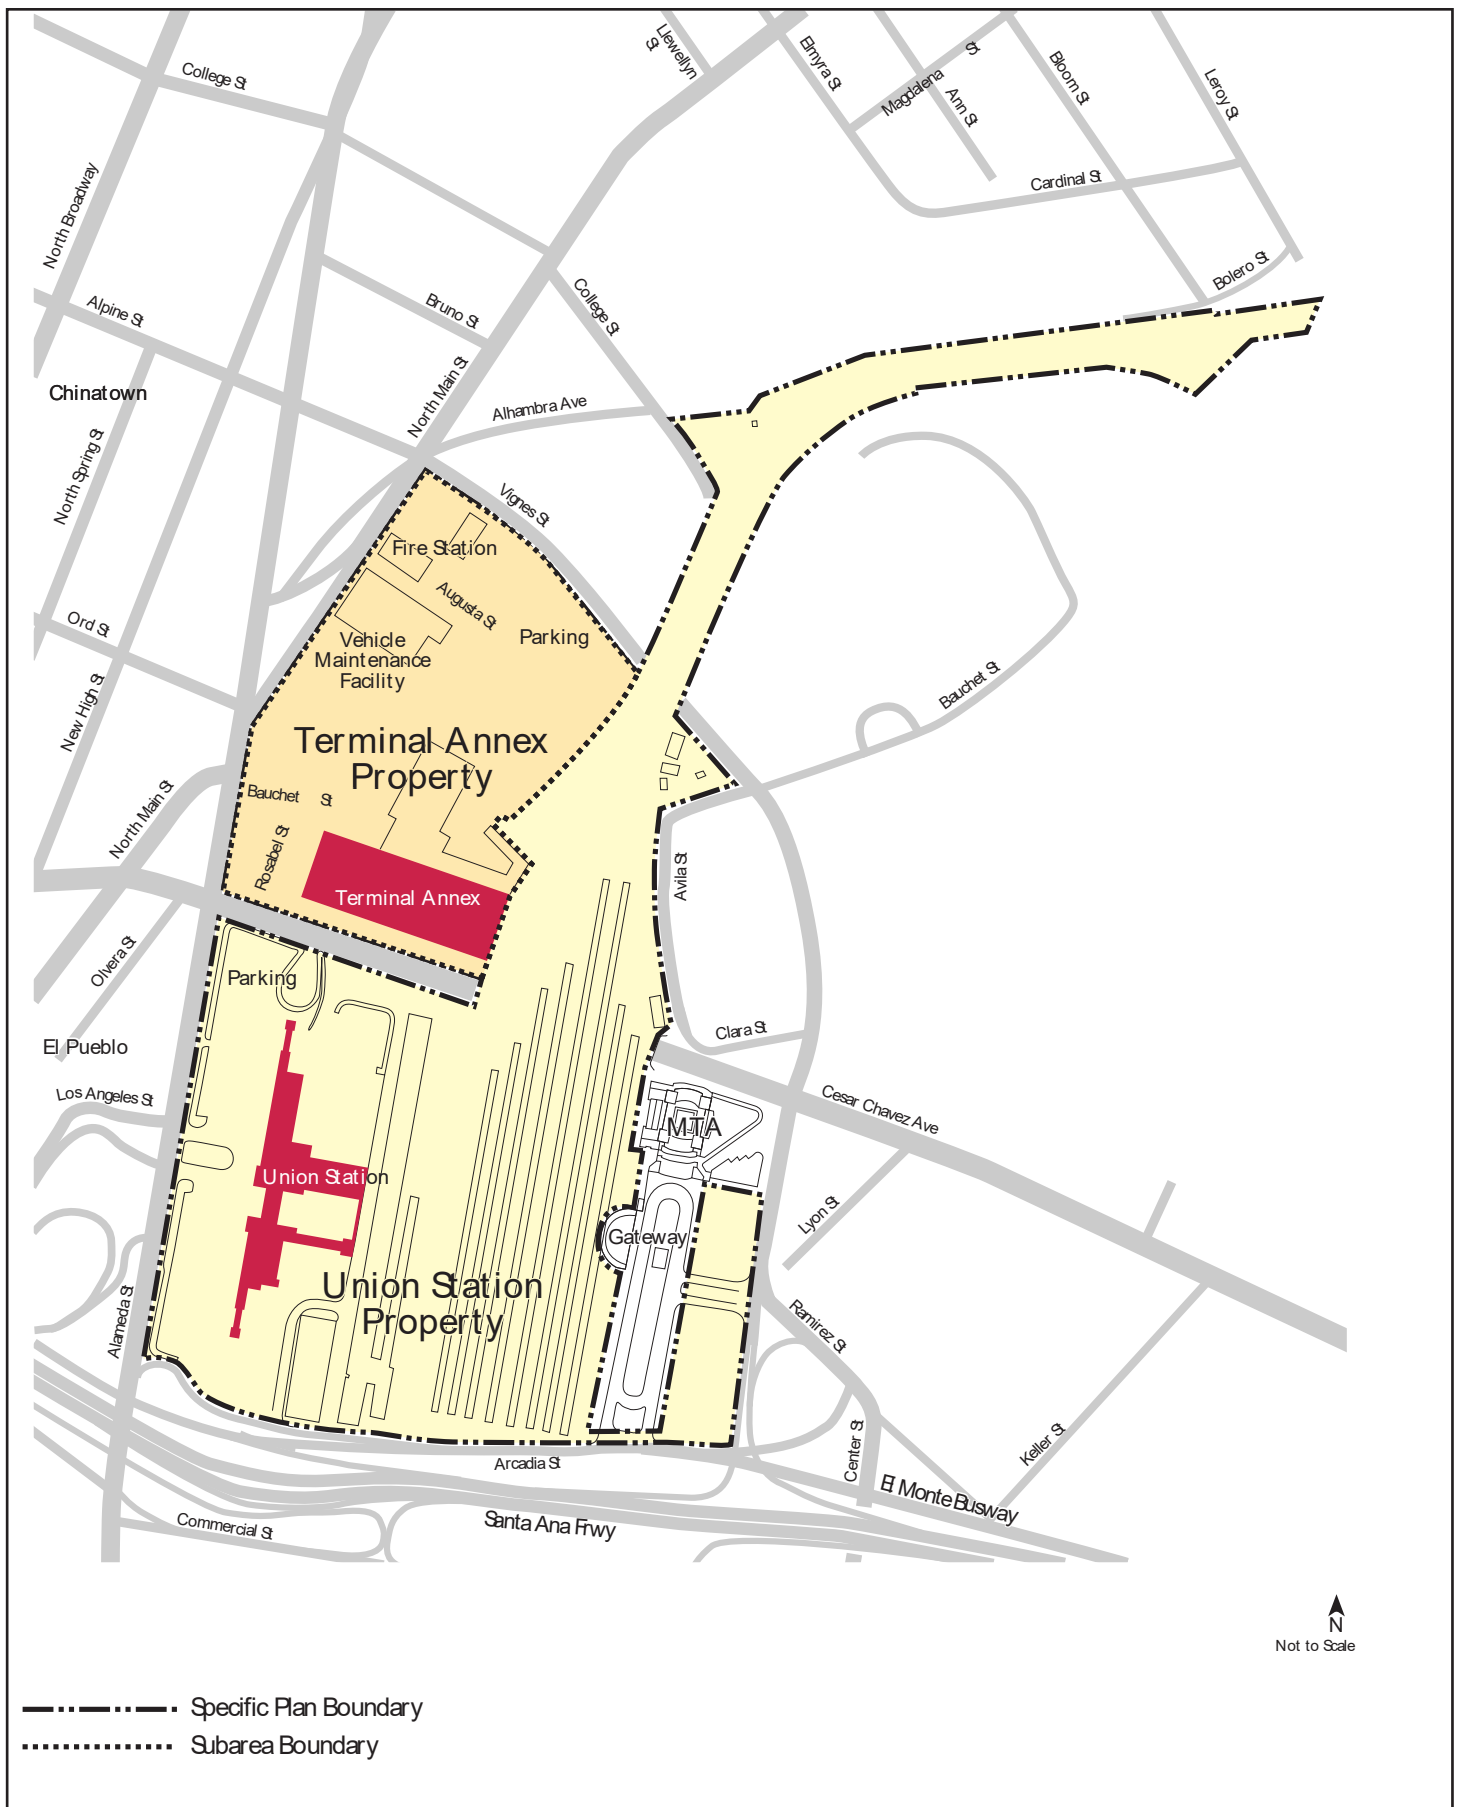 Llewellyn
St
Elmyra St
Magdalena St
Ann St
Bloom St
Leroy St
College St
Cardinal St
North Broadway
Bolero St
College St
Alpine St
Bruno St
North Main St
Chinatown
Alhambra Ave
North Spring St
Vignes St
Fire Station
Augusta St
Parking
Ord St
Vehicle
Maintenance
Facility
New High St
Bauchet St
Terminal Annex
Property
Bauchet St
North Main St
Rosabel St
Avila St
Terminal Annex
Olvera St
Parking
Clara St
El Pueblo
Los Angeles St
Cesar Chavez Ave
MTA
Union Station
Lyon St
Gateway
Union Station
Property
Alameda St
Ramirez St
Center St
Keller St
Arcadia St
El Monte Busway
Commercial St
Santa Ana Frwy
N
Not to Scale
Specific Plan Boundary
Subarea Boundary